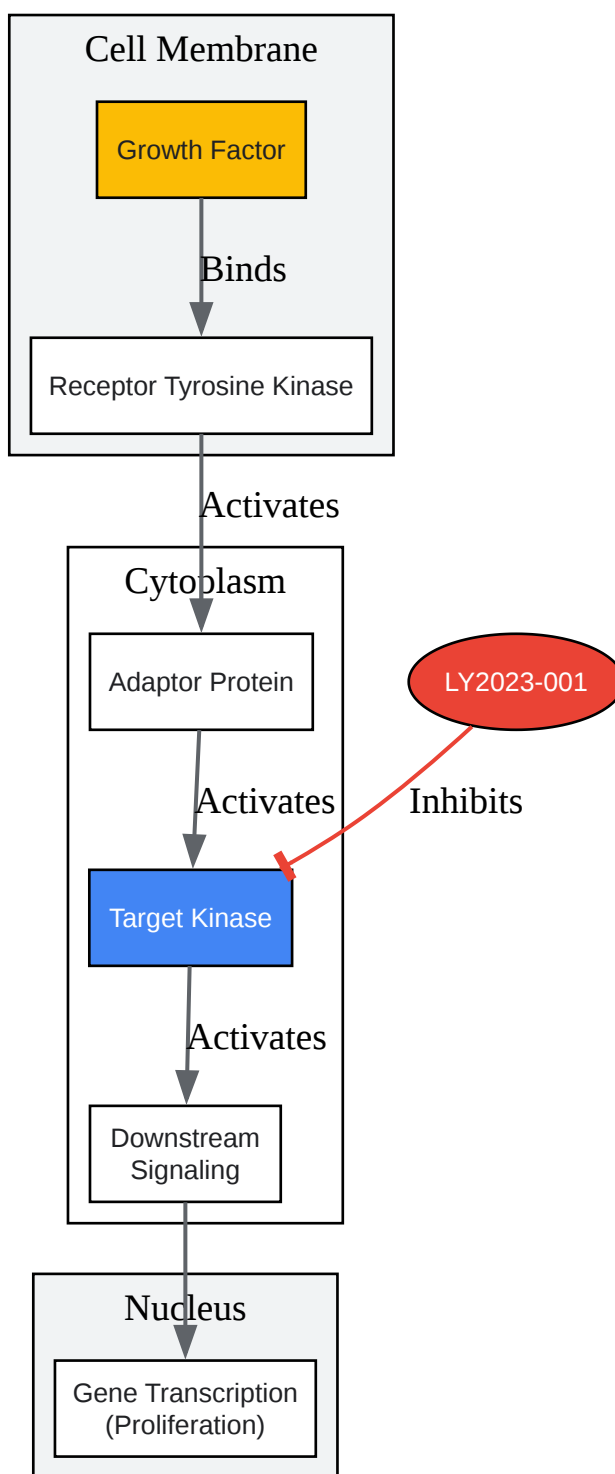 Cell Membrane
Growth Factor
Binds
Receptor Tyrosine Kinase
Activates
Cytoplasm
Adaptor Protein
LY2023-001
Activates
Inhibits
Target Kinase
Activates
Downstream
Signaling
Nucleus
Gene Transcription
(Proliferation)